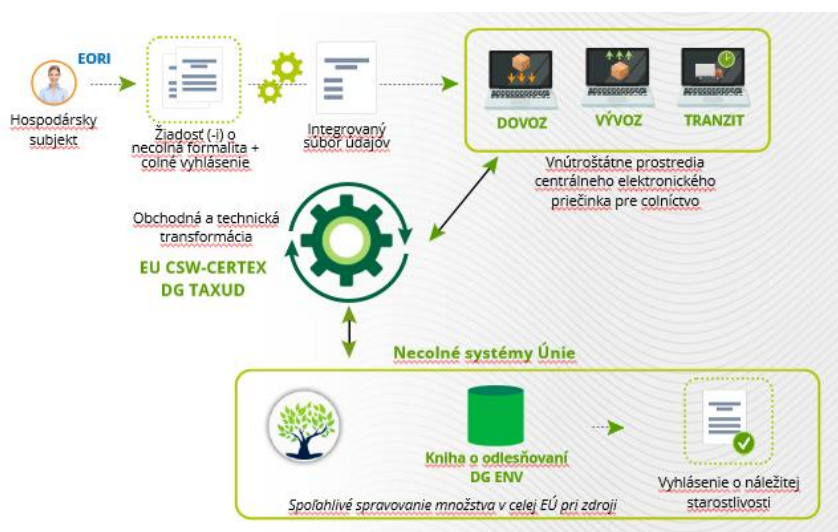 EORI
Hospodársky
subjekt
Žiadosť (-i) o
necolná formalita +
colné vyhlásenie
Integrovaný
súbor údajov
DOVOZ
VÝVOZ
TRANZIT
Vnútroštátne prostredia
centrálneho elektronického
priečinka pre colníctvo
Obchodná a technická
transformácia
EU CSW-CERTEX
DG TAXUD
Necolné systémy Únie
Kniha o odlesňovaní
DG ENV
Vyhlásenie o náležitej
starostlivosti
Spoľahlivé spravovanie množstva v celej EÚ pri zdroji